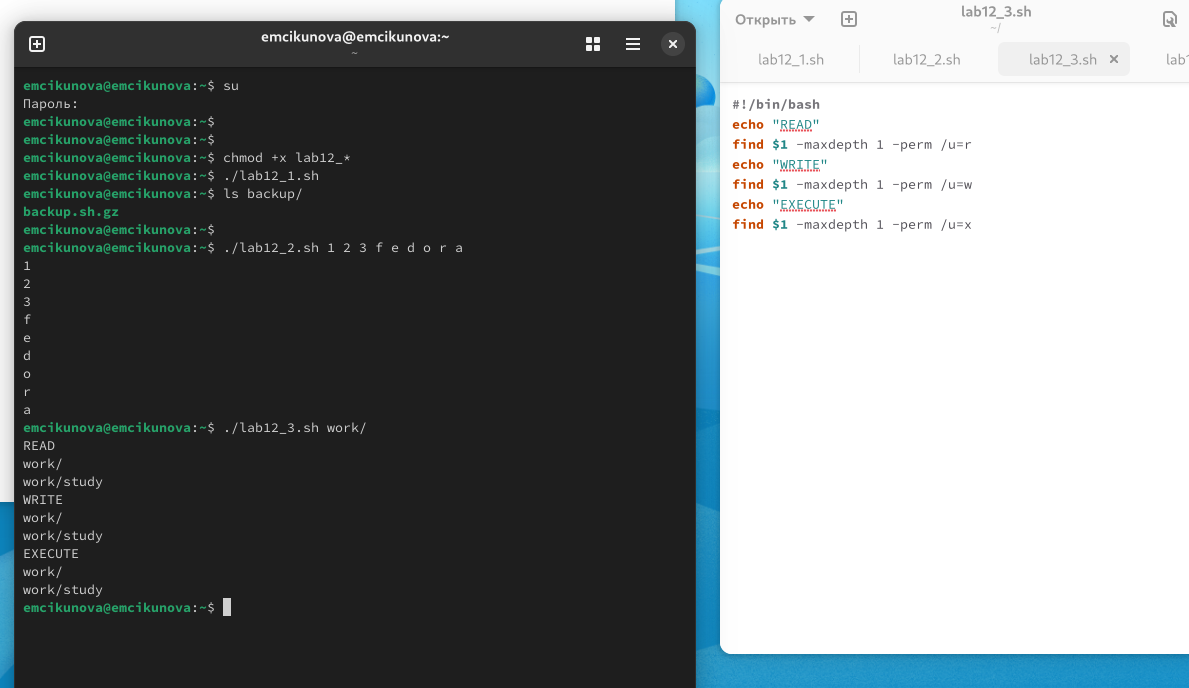 emcikunova@emcikunova:~
~
emcikunova@emcikunova:~$ su
Пароль:
emcikunova@emcikunova:~$
emcikunova@emcikunova:~$
emcikunova@emcikunova:~$ chmod +x lab12_*
emcikunova@emcikunova:~$ ./lab12_1.sh
emcikunova@emcikunova:~$ ls backup/
backup.sh.gz
emcikunova@emcikunova:~$
emcikunova@emcikunova:~$ ./lab12_2.sh 1 2 3 f e d o r a
1
2
3
f
e
d
o
r
a
emcikunova@emcikunova:~$ ./lab12_3.sh work/
READ
work/
work/study
WRITE
work/
work/study
EXECUTE
work/
work/study
emcikunova@emcikunova:~$
Открыть
lab12_3.sh
~/
lab12_1.sh
lab12_2.sh
lab12_3.sh
lab1
#!/bin/bash
echo "READ"
find $1 -maxdepth 1 -perm /u=r
echo "WRITE"
find $1 -maxdepth 1 -perm /u=w
echo "EXECUTE"
find $1 -maxdepth 1 -perm /u=x